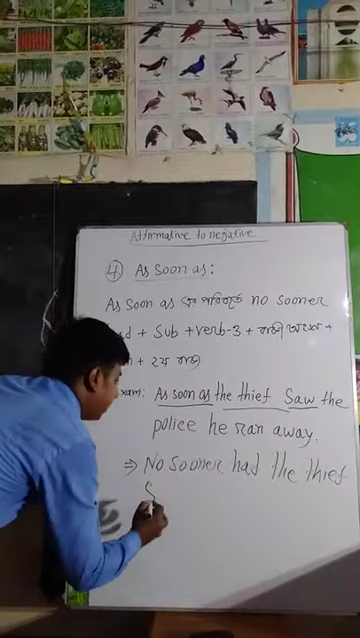 Affirmative to negative
④ As soon as:
As soon as এর পরিবর্তে no sooner
+ Sub + verb-3 + বাকী অংশ +
+ ২য় বাক্য
Exam: As soon as the thief Saw the
police he ran away.
⇒ No sooner had the thief
S